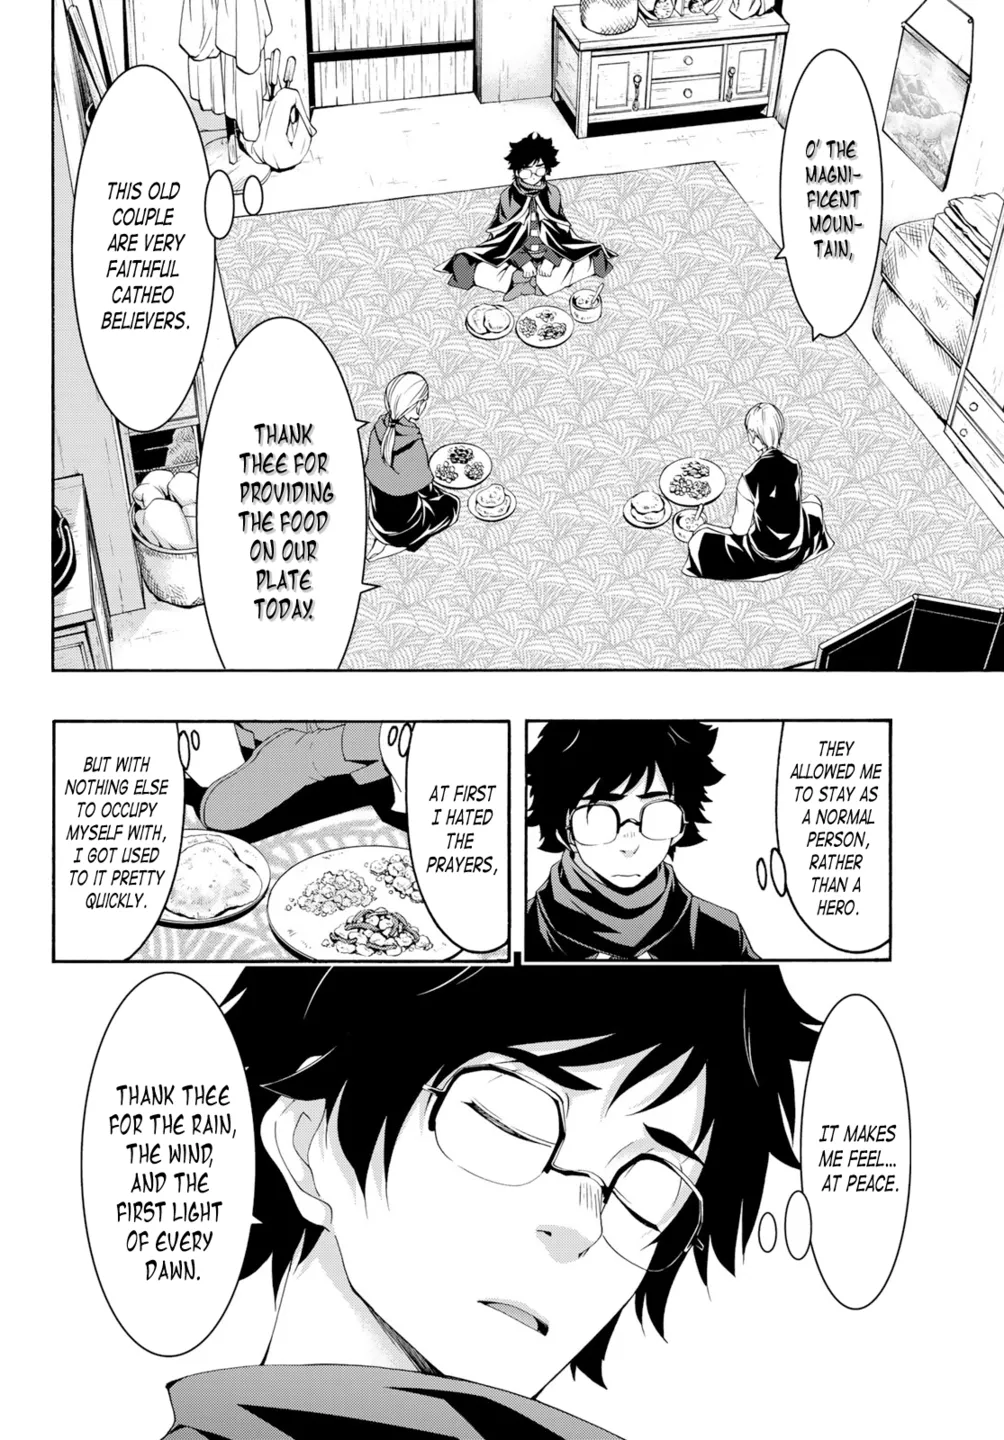 O' THE
MAGNI-
FICENT
MOUN-
TAIN,
THANK
THEE FOR
PROVIDING
THE FOOD
ON OUR
PLATE
TODAY.
THIS OLD
COUPLE
ARE VERY
FAITHFUL
CATHEO
BELIEVERS.
THEY
ALLOWED ME
TO STAY AS
A NORMAL
PERSON,
RATHER
THAN A
HERO.
AT FIRST
I HATED
THE
PRAYERS,
BUT WITH
NOTHING ELSE
TO OCCUPY
MYSELF WITH,
I GOT USED
TO IT PRETTY
QUICKLY.
IT MAKES
ME FEEL...
AT PEACE.
THANK THEE
FOR THE RAIN,
THE WIND,
AND THE
FIRST LIGHT
OF EVERY
DAWN.